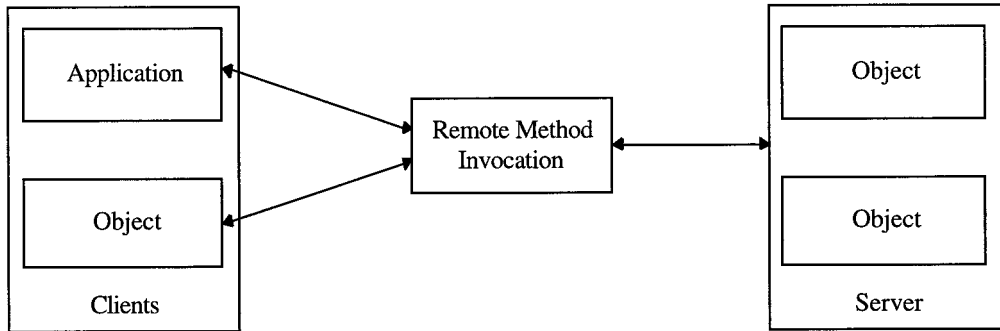 Application
Object
Clients
Remote Method
Invocation
Object
Object
Server